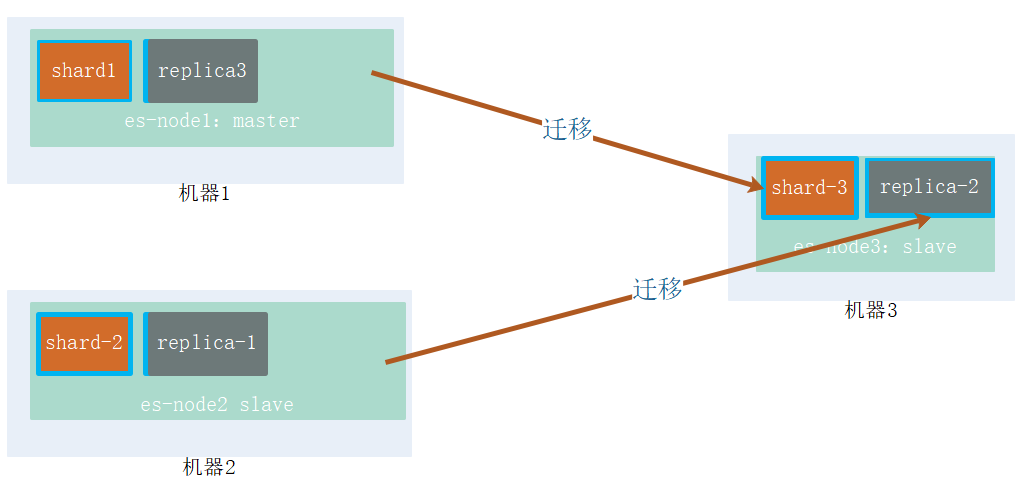 shard1
replica3
es-node1：master
机器1
迁移
shard-3
replica-2
es-node3：slave
机器3
迁移
shard-2
replica-1
es-node2 slave
机器2